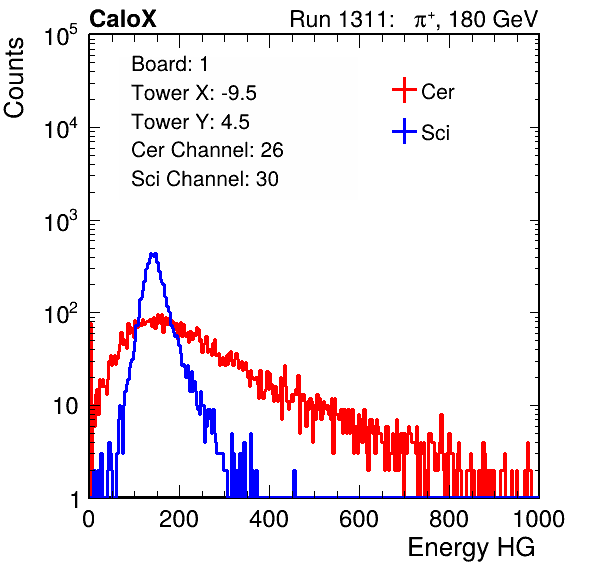 CaloX Run 1311: π⁺, 180 GeV
Counts
Board: 1
Tower X: -9.5
Tower Y: 4.5
Cer Channel: 26
Sci Channel: 30
Cer
Sci
10⁵
10⁴
10³
10²
10
1
0 200 400 600 800 1000
Energy HG